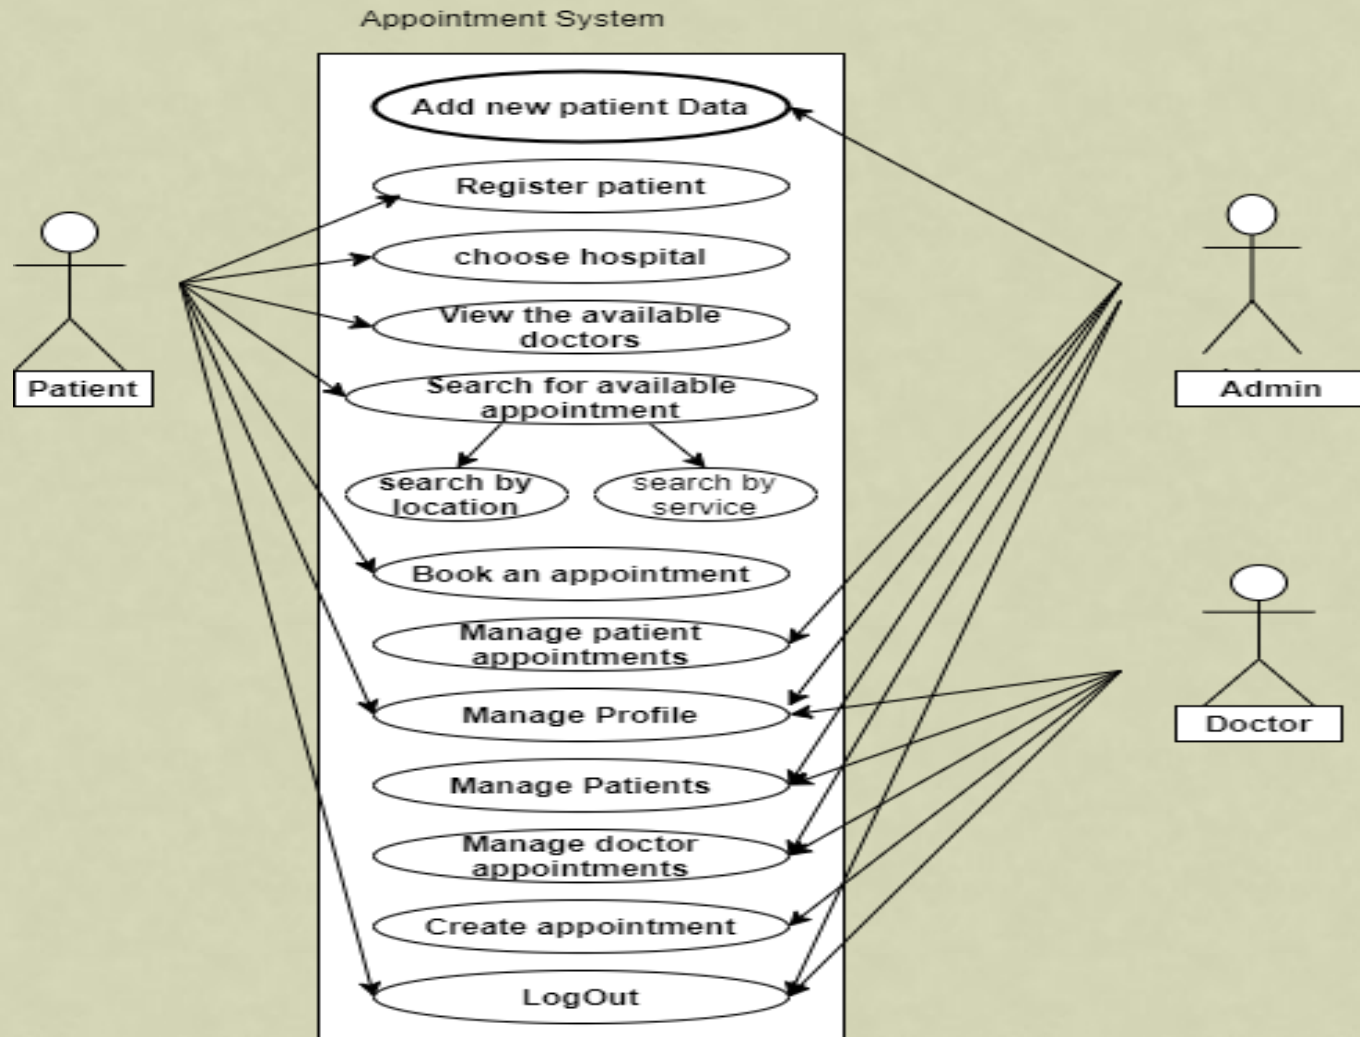 Appointment System
Add new patient Data
Register patient
choose hospital
View the available
doctors
Search for available
appointment
search by
location
search by
service
Book an appointment
Manage patient
appointments
Manage Profile
Manage Patients
Manage doctor
appointments
Create appointment
LogOut
Patient
Admin
Doctor